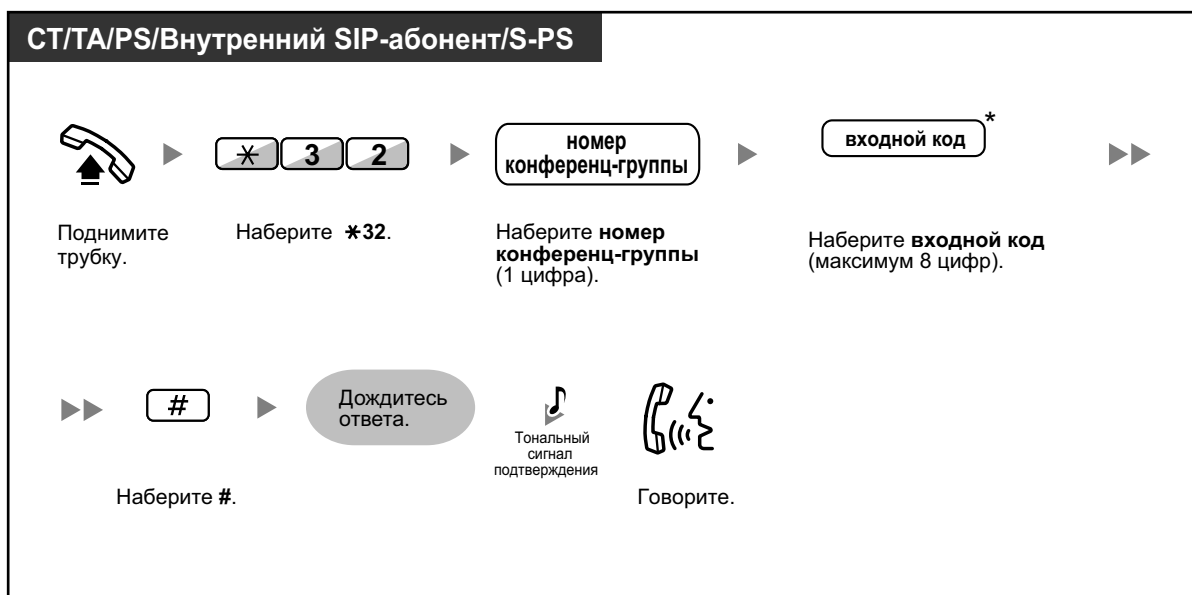 СТ/ТА/PS/Внутренний SIP-абонент/S-PS
✳ 3 2
номер
конференц-группы
входной код*
Поднимите
трубку.
Наберите ✳32.
Наберите номер
конференц-группы
(1 цифра).
Наберите входной код
(максимум 8 цифр).
#
Дождитесь
ответа.
Тональный
сигнал
подтверждения
Наберите #.
Говорите.